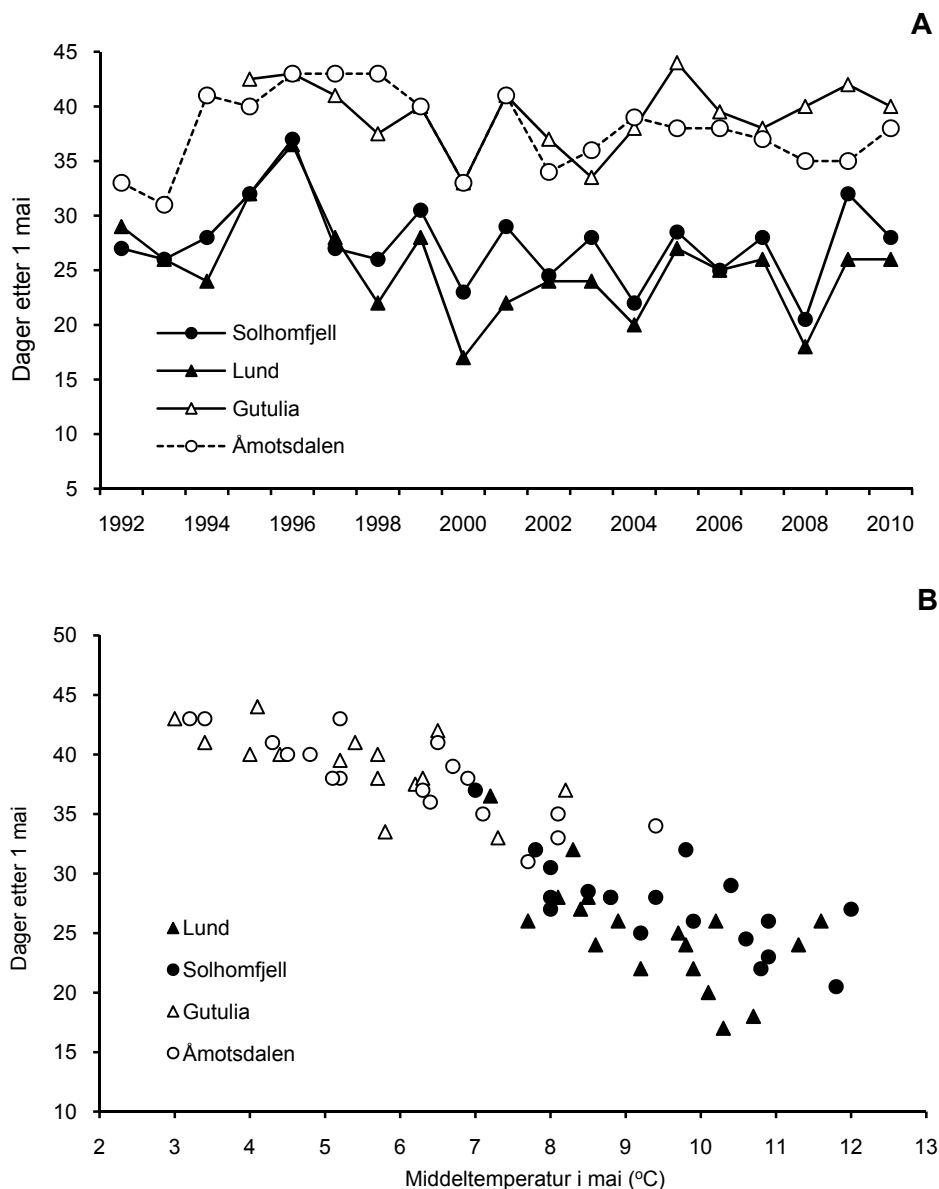 A
Dager etter 1 mai
45
40
35
30
25
20
15
10
5
Solhomfjell
Lund
Gutulia
Åmotsdalen
1992 1994 1996 1998 2000 2002 2004 2006 2008 2010
B
Dager etter 1 mai
50
45
40
35
30
25
20
15
10
Lund
Solhomfjell
Gutulia
Åmotsdalen
2 3 4 5 6 7 8 9 10 11 12 13
Middeltemperatur i mai (ºC)